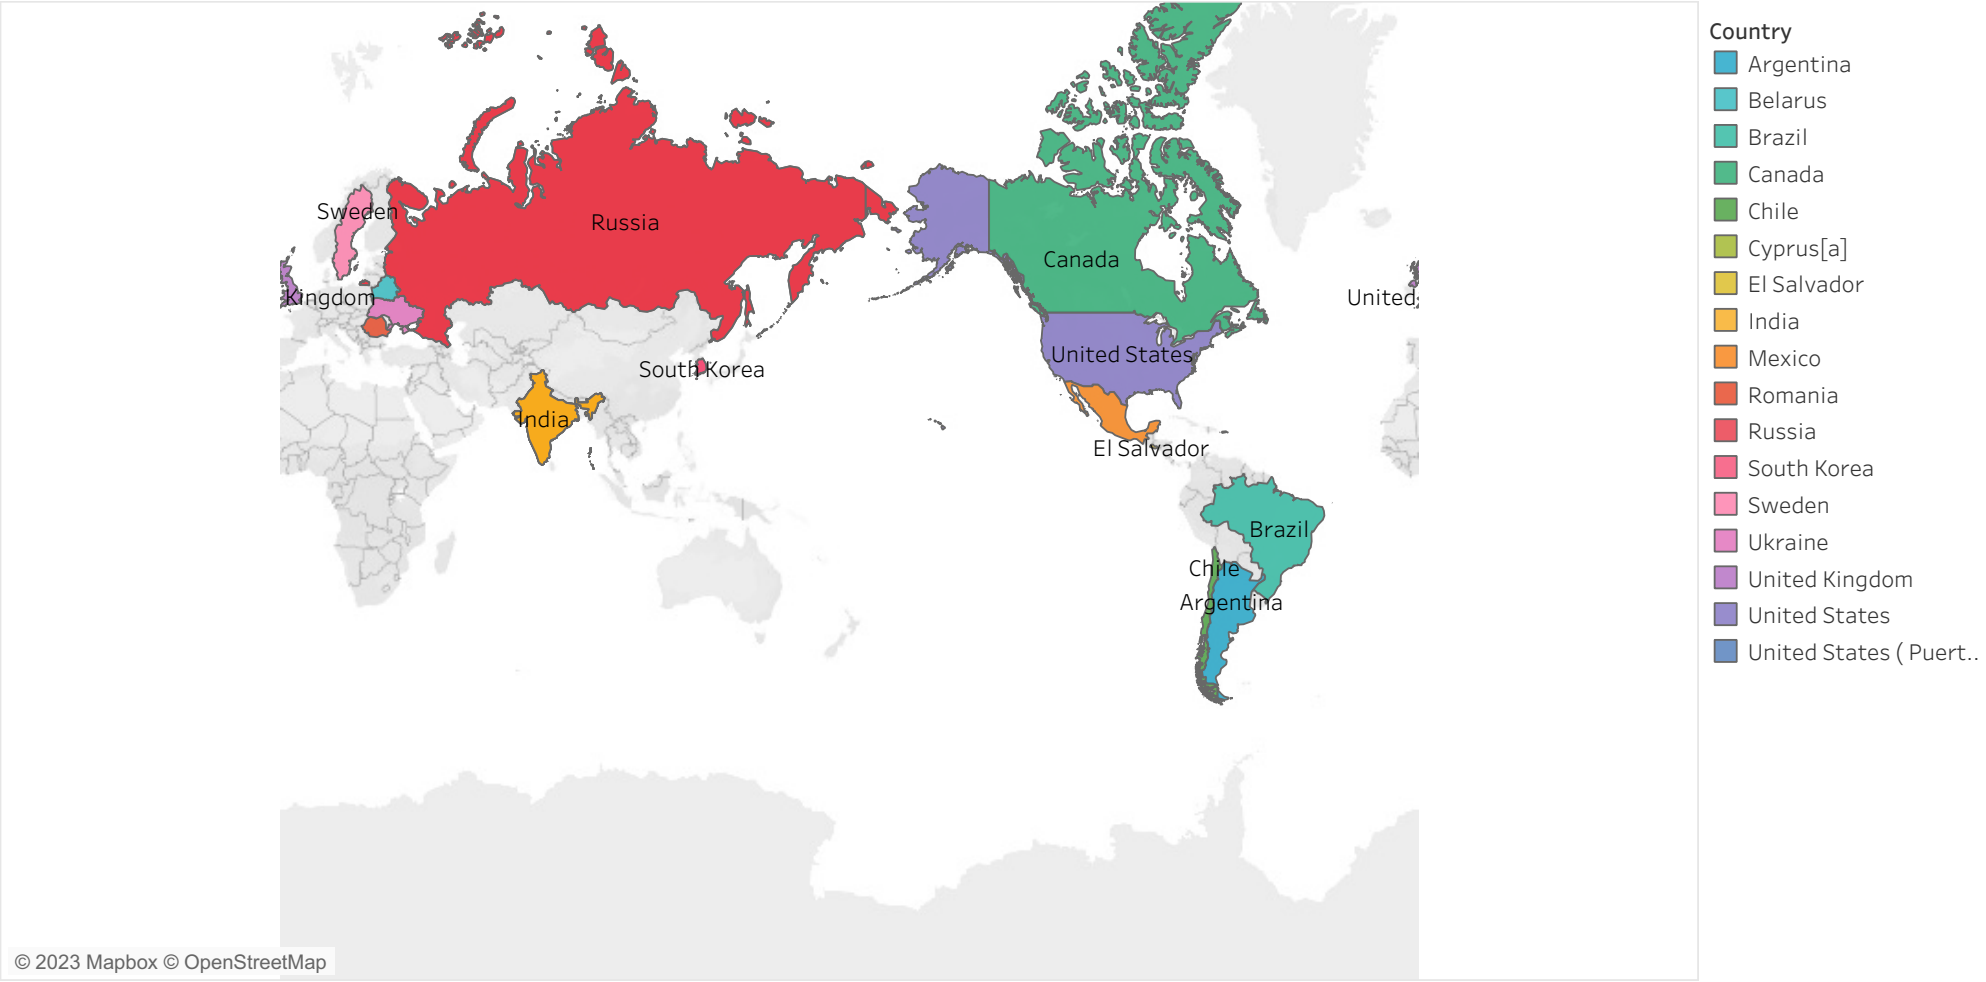 Sweden
Russia
Canada
Kingdom
United
United States
South Korea
India
El Salvador
Brazil
Chile
Argentina
© 2023 Mapbox © OpenStreetMap
Country
Argentina
Belarus
Brazil
Canada
Chile
Cyprus[a]
El Salvador
India
Mexico
Romania
Russia
South Korea
Sweden
Ukraine
United Kingdom
United States
United States ( Puert..